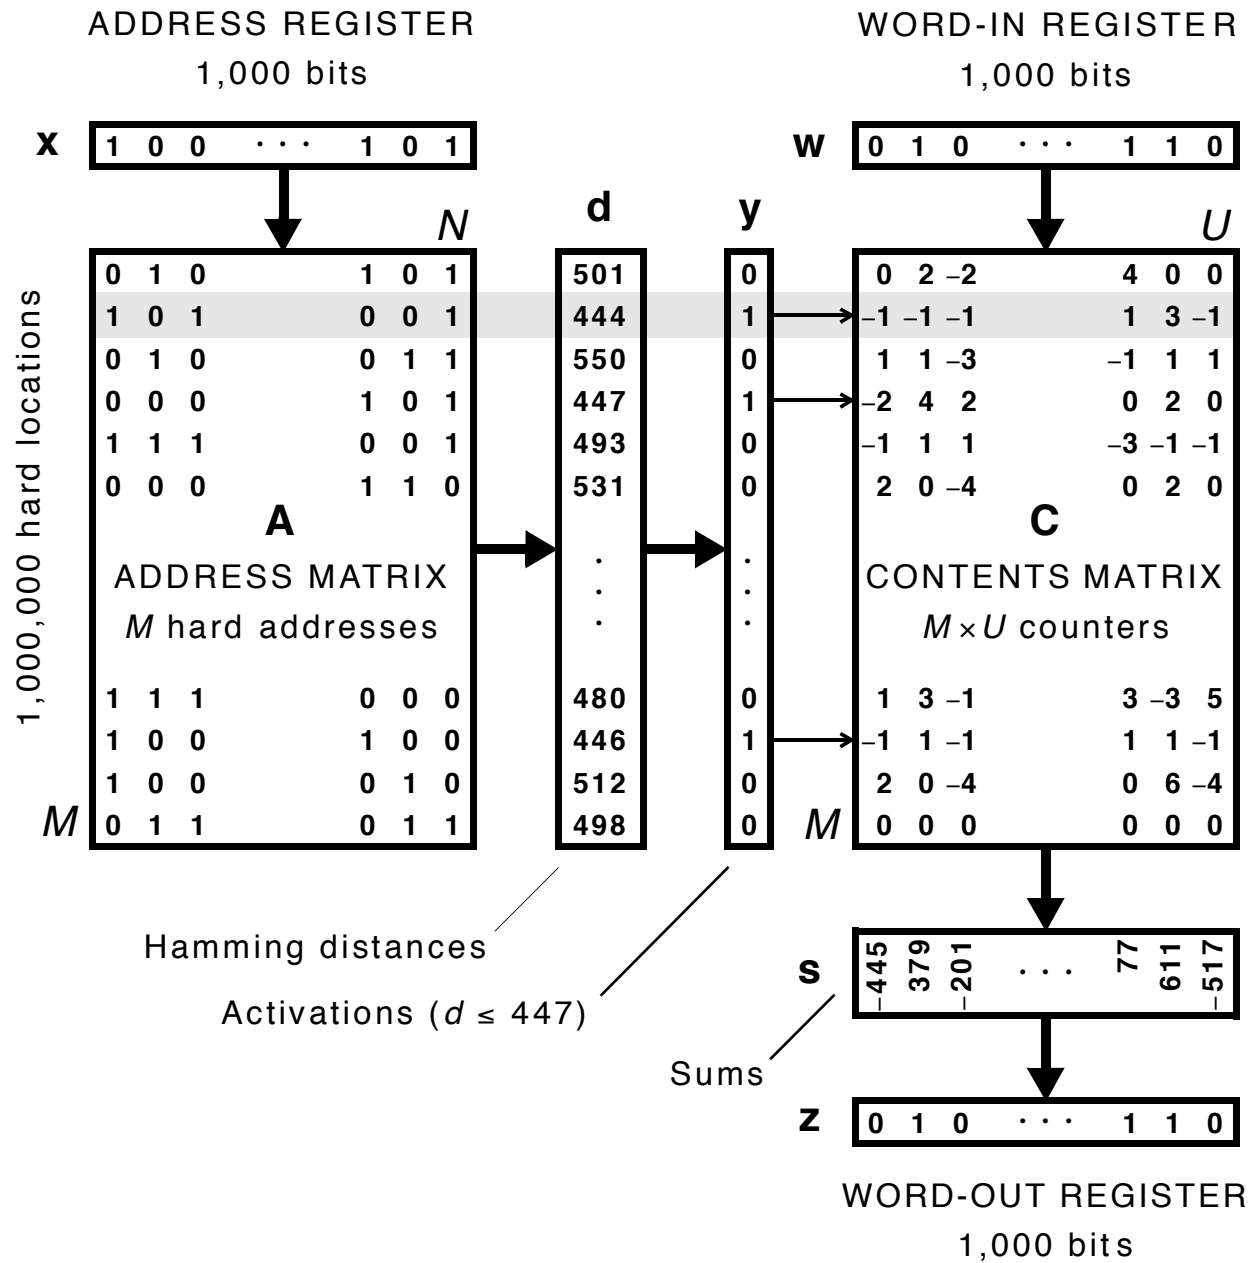 ADDRESS REGISTER
1,000 bits
WORD-IN REGISTER
1,000 bits
x 1 0 0 · · · 1 0 1
w 0 1 0 · · · 1 1 0
N d y U
1,000,000 hard locations
0 1 0 1 0 1 501 0 0 2 −2 4 0 0
1 0 1 0 0 1 444 1 −1 −1 −1 1 3 −1
0 1 0 0 1 1 550 0 1 1 −3 −1 1 1
0 0 0 1 0 1 447 1 −2 4 2 0 2 0
1 1 1 0 0 1 493 0 −1 1 1 −3 −1 −1
0 0 0 1 1 0 531 0 2 0 −4 0 2 0
A C
ADDRESS MATRIX · · · · · · CONTENTS MATRIX
M hard addresses M × U counters
1 1 1 0 0 0 480 0 1 3 −1 3 −3 5
1 0 0 1 0 0 446 1 −1 1 −1 1 1 −1
1 0 0 0 1 0 512 0 2 0 −4 0 6 −4
M 0 1 1 0 1 1 498 0 M 0 0 0 0 0 0
Hamming distances
Activations (d ≤ 447)
s −445 379 −201 · · · 77 611 −517
Sums
z 0 1 0 · · · 1 1 0
WORD-OUT REGISTER
1,000 bits